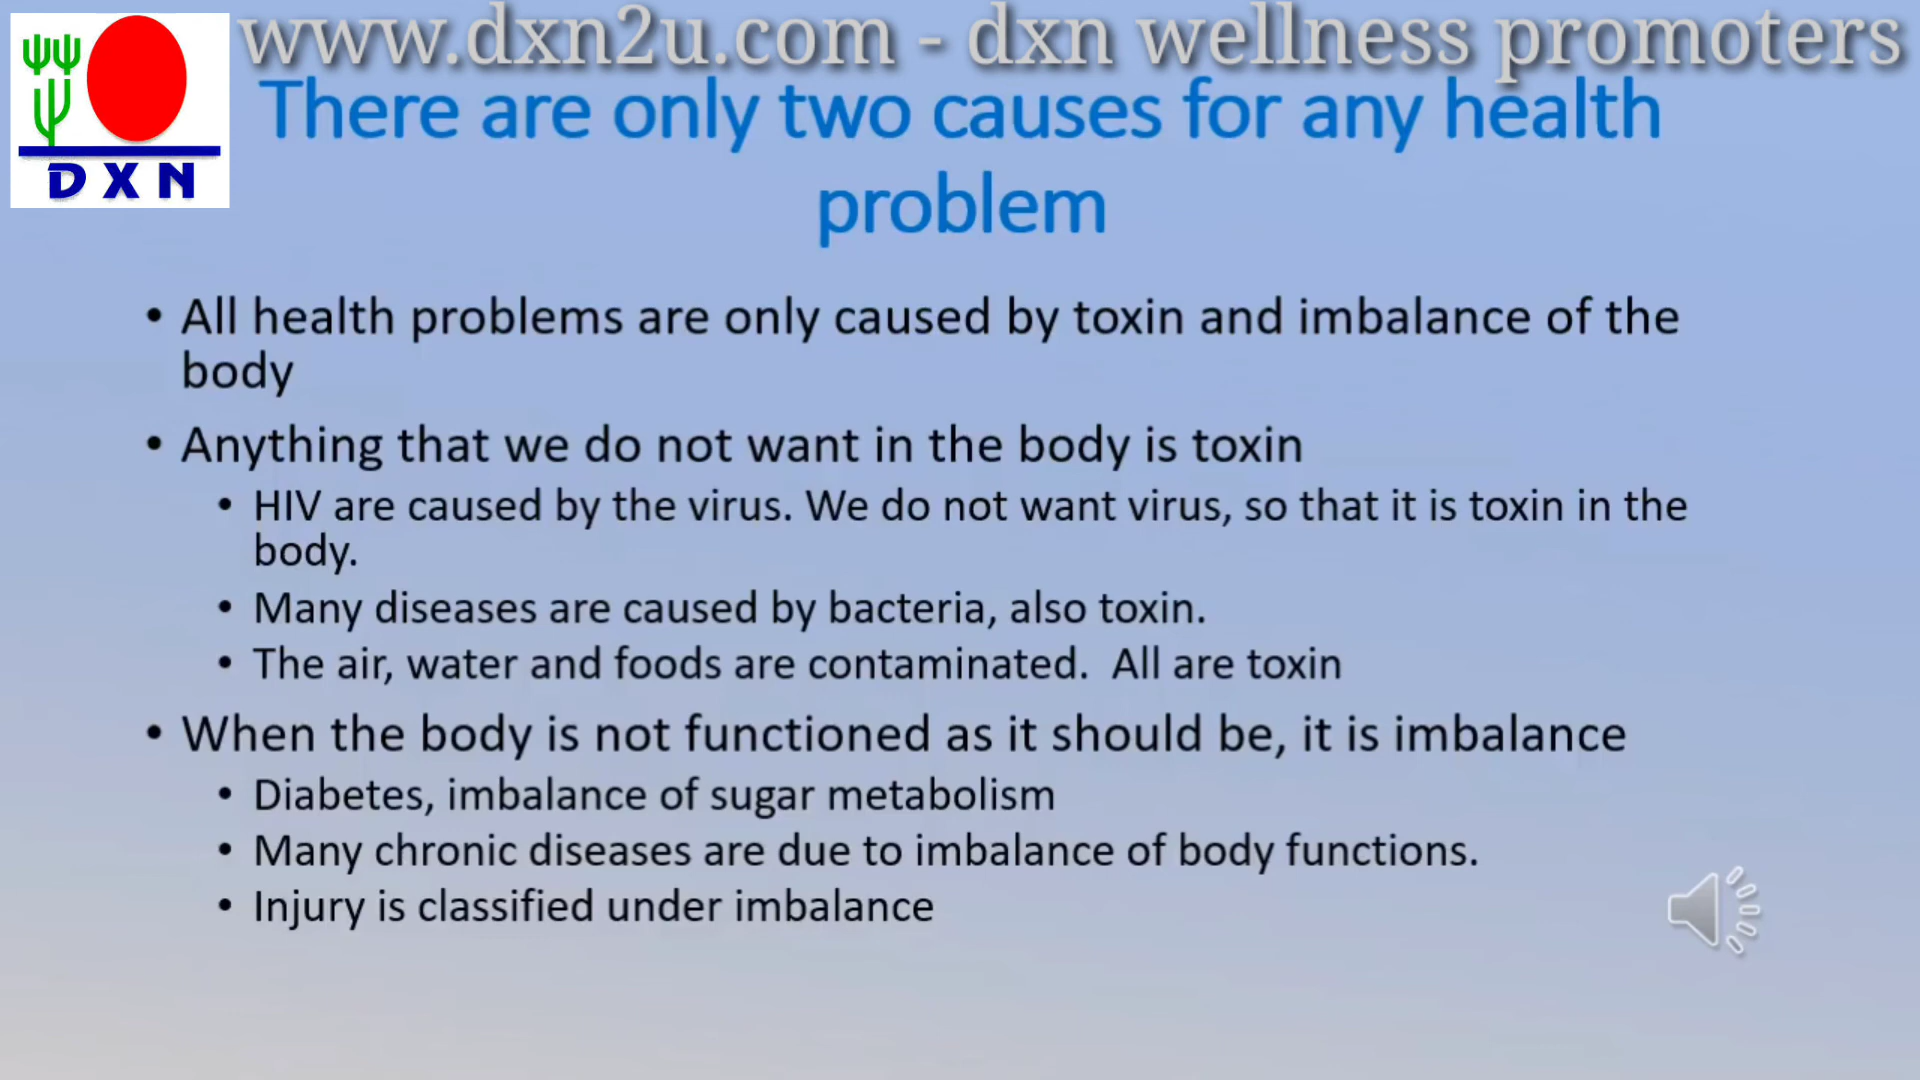 www.dxn2u.com - dxn wellness promoters
DXN
There are only two causes for any health
problem
• All health problems are only caused by toxin and imbalance of the
body
• Anything that we do not want in the body is toxin
• HIV are caused by the virus. We do not want virus, so that it is toxin in the
body.
• Many diseases are caused by bacteria, also toxin.
• The air, water and foods are contaminated.  All are toxin
• When the body is not functioned as it should be, it is imbalance
• Diabetes, imbalance of sugar metabolism
• Many chronic diseases are due to imbalance of body functions.
• Injury is classified under imbalance